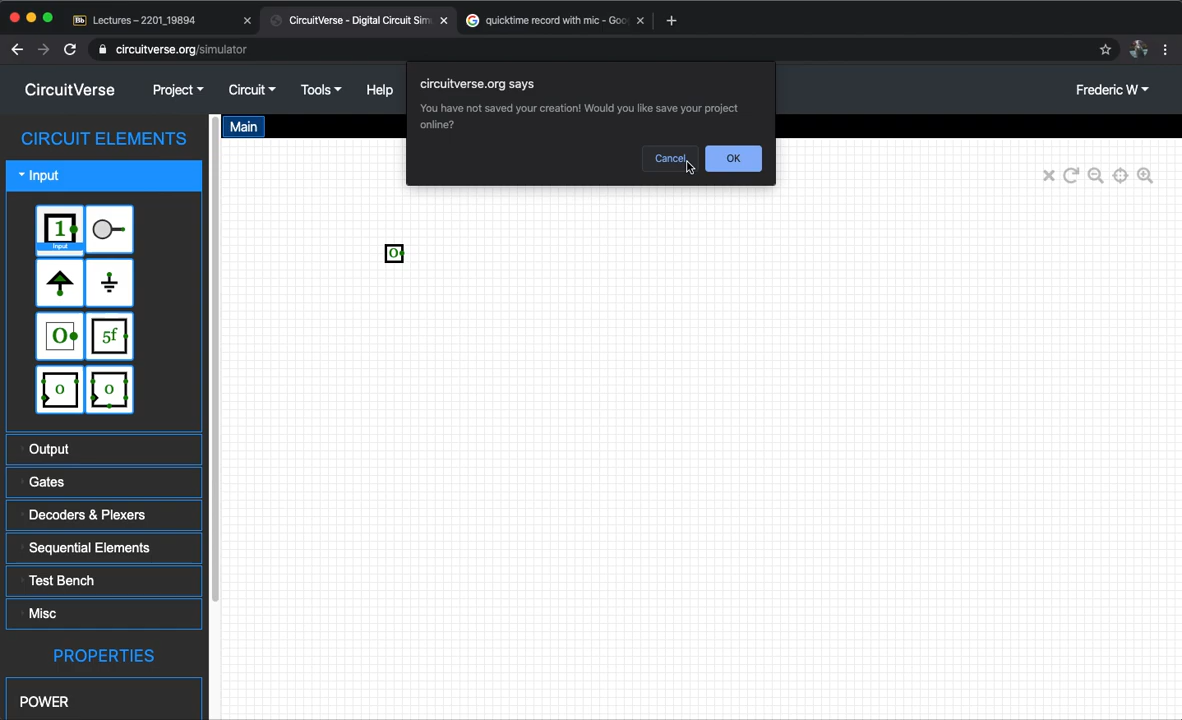 Bb Lectures – 2201_19894
CircuitVerse - Digital Circuit Sim
quicktime record with mic - Goo
circuitverse.org/simulator
CircuitVerse
Project
Circuit
Tools
Help
Frederic W
circuitverse.org says
You have not saved your creation! Would you like save your project
online?
Cancel
OK
Main
CIRCUIT ELEMENTS
Input
1
Input
0
5f
0
0
0
Output
Gates
Decoders & Plexers
Sequential Elements
Test Bench
Misc
PROPERTIES
POWER